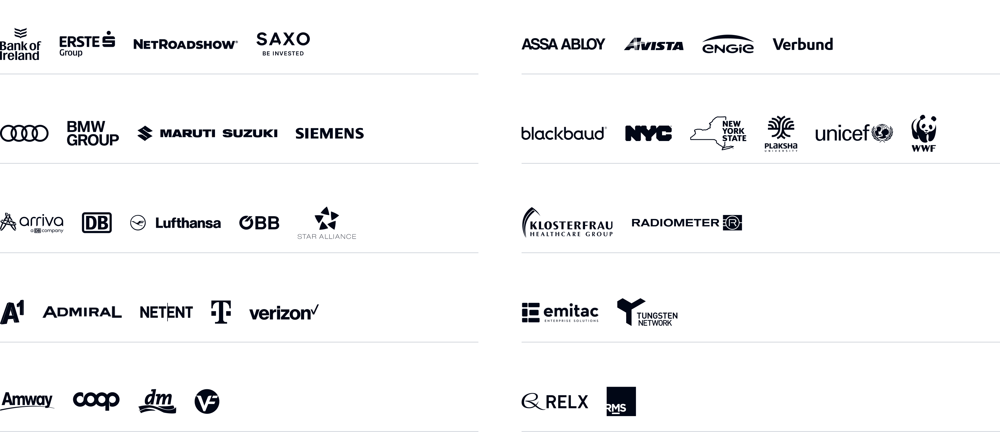 Bank of
Ireland
ERSTE
Group
NETROADSHOW®
SAXO
BE INVESTED
ASSA ABLOY
AVISTA
ENGIE
Verbund
BMW
GROUP
MARUTI SUZUKI
SIEMENS
blackbaud®
NYC
NEW
YORK
STATE
PLAKSHA
UNIVERSITY
unicef
WWF
arriva
a DB company
DB
Lufthansa
ÖBB
STAR ALLIANCE
KLOSTERFRAU
HEALTHCARE GROUP
RADIOMETER
R
A1
ADMIRAL
NETENT
T
verizon✓
emitac
ENTERPRISE SOLUTIONS
TUNGSTEN
NETWORK
Amway
coop
dm
VF
RELX
RMS